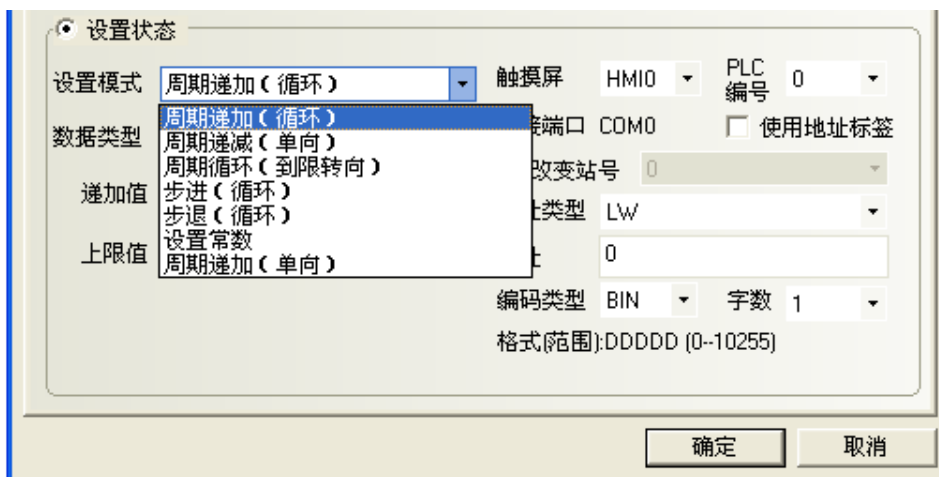 设置状态
设置模式 周期递加(循环) 触摸屏 HMI0 PLC编号 0
周期递加(循环)
周期递减(单向)
周期循环(到限转向)
步进(循环)
步退(循环)
设置常数
周期递加(单向)
数据类型
递加值
上限值
端口 COM0 使用地址标签
改变站号 0
类型 LW
0
编码类型 BIN 字数 1
格式(范围):DDDDD (0--10255)
确定 取消